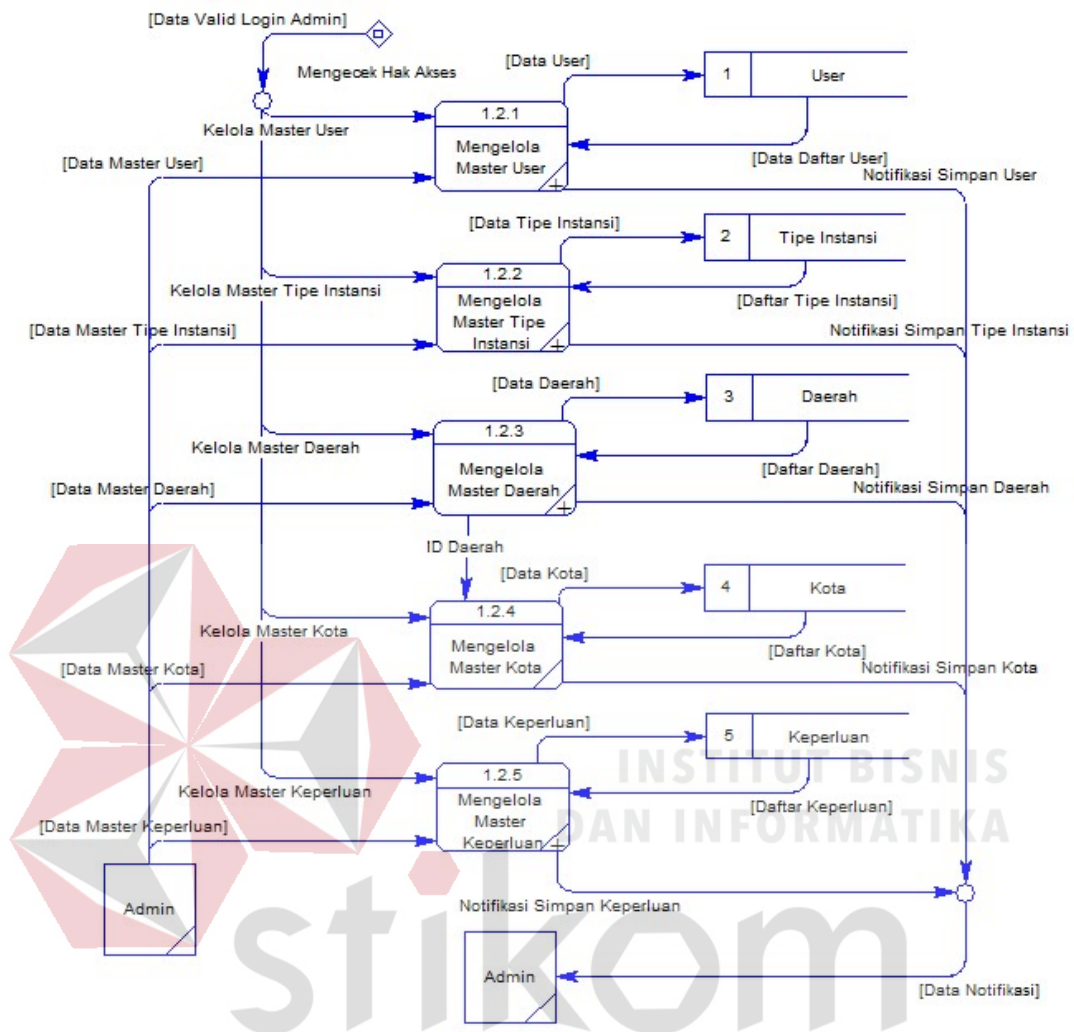 [Data Valid Login Admin]
Mengecek Hak Akses
[Data User]
1
User
1.2.1
Kelola Master User
Mengelola
Master User
[Data Daftar User]
[Data Master User]
Notifikasi Simpan User
[Data Tipe Instansi]
2
Tipe Instansi
1.2.2
Kelola Master Tipe Instansi
Mengelola
Master Tipe
Instansi
[Daftar Tipe Instansi]
[Data Master Tipe Instansi]
Notifikasi Simpan Tipe Instansi
[Data Daerah]
3
Daerah
1.2.3
Kelola Master Daerah
Mengelola
Master Daerah
[Daftar Daerah]
[Data Master Daerah]
Notifikasi Simpan Daerah
ID Daerah
[Data Kota]
4
Kota
1.2.4
Kelola Master Kota
Mengelola
Master Kota
[Daftar Kota]
[Data Master Kota]
Notifikasi Simpan Kota
[Data Keperluan]
5
Keperluan
INSTITUT BISNIS
DAN INFORMATIKA
1.2.5
Kelola Master Keperluan
Mengelola
Master
Keperluan
[Daftar Keperluan]
[Data Master Keperluan]
Admin
Notifikasi Simpan Keperluan
stikom
Admin
[Data Notifikasi]